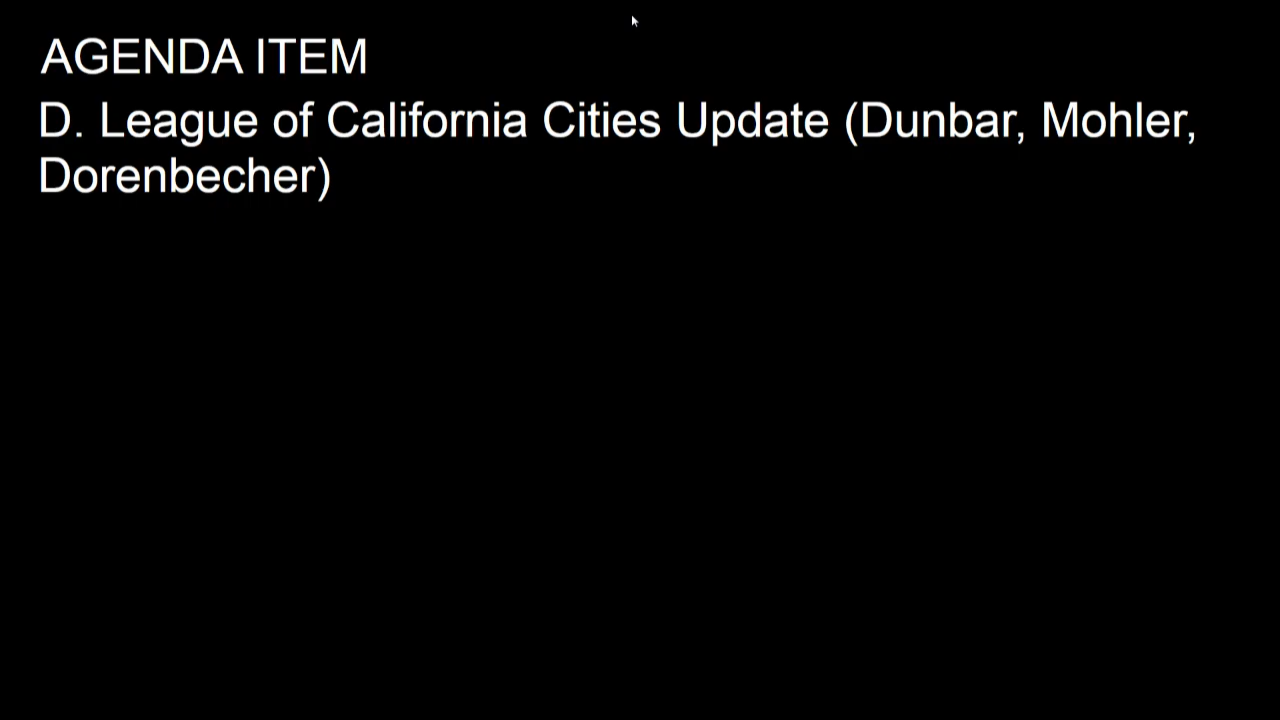 AGENDA ITEM
D. League of California Cities Update (Dunbar, Mohler,
Dorenbecher)